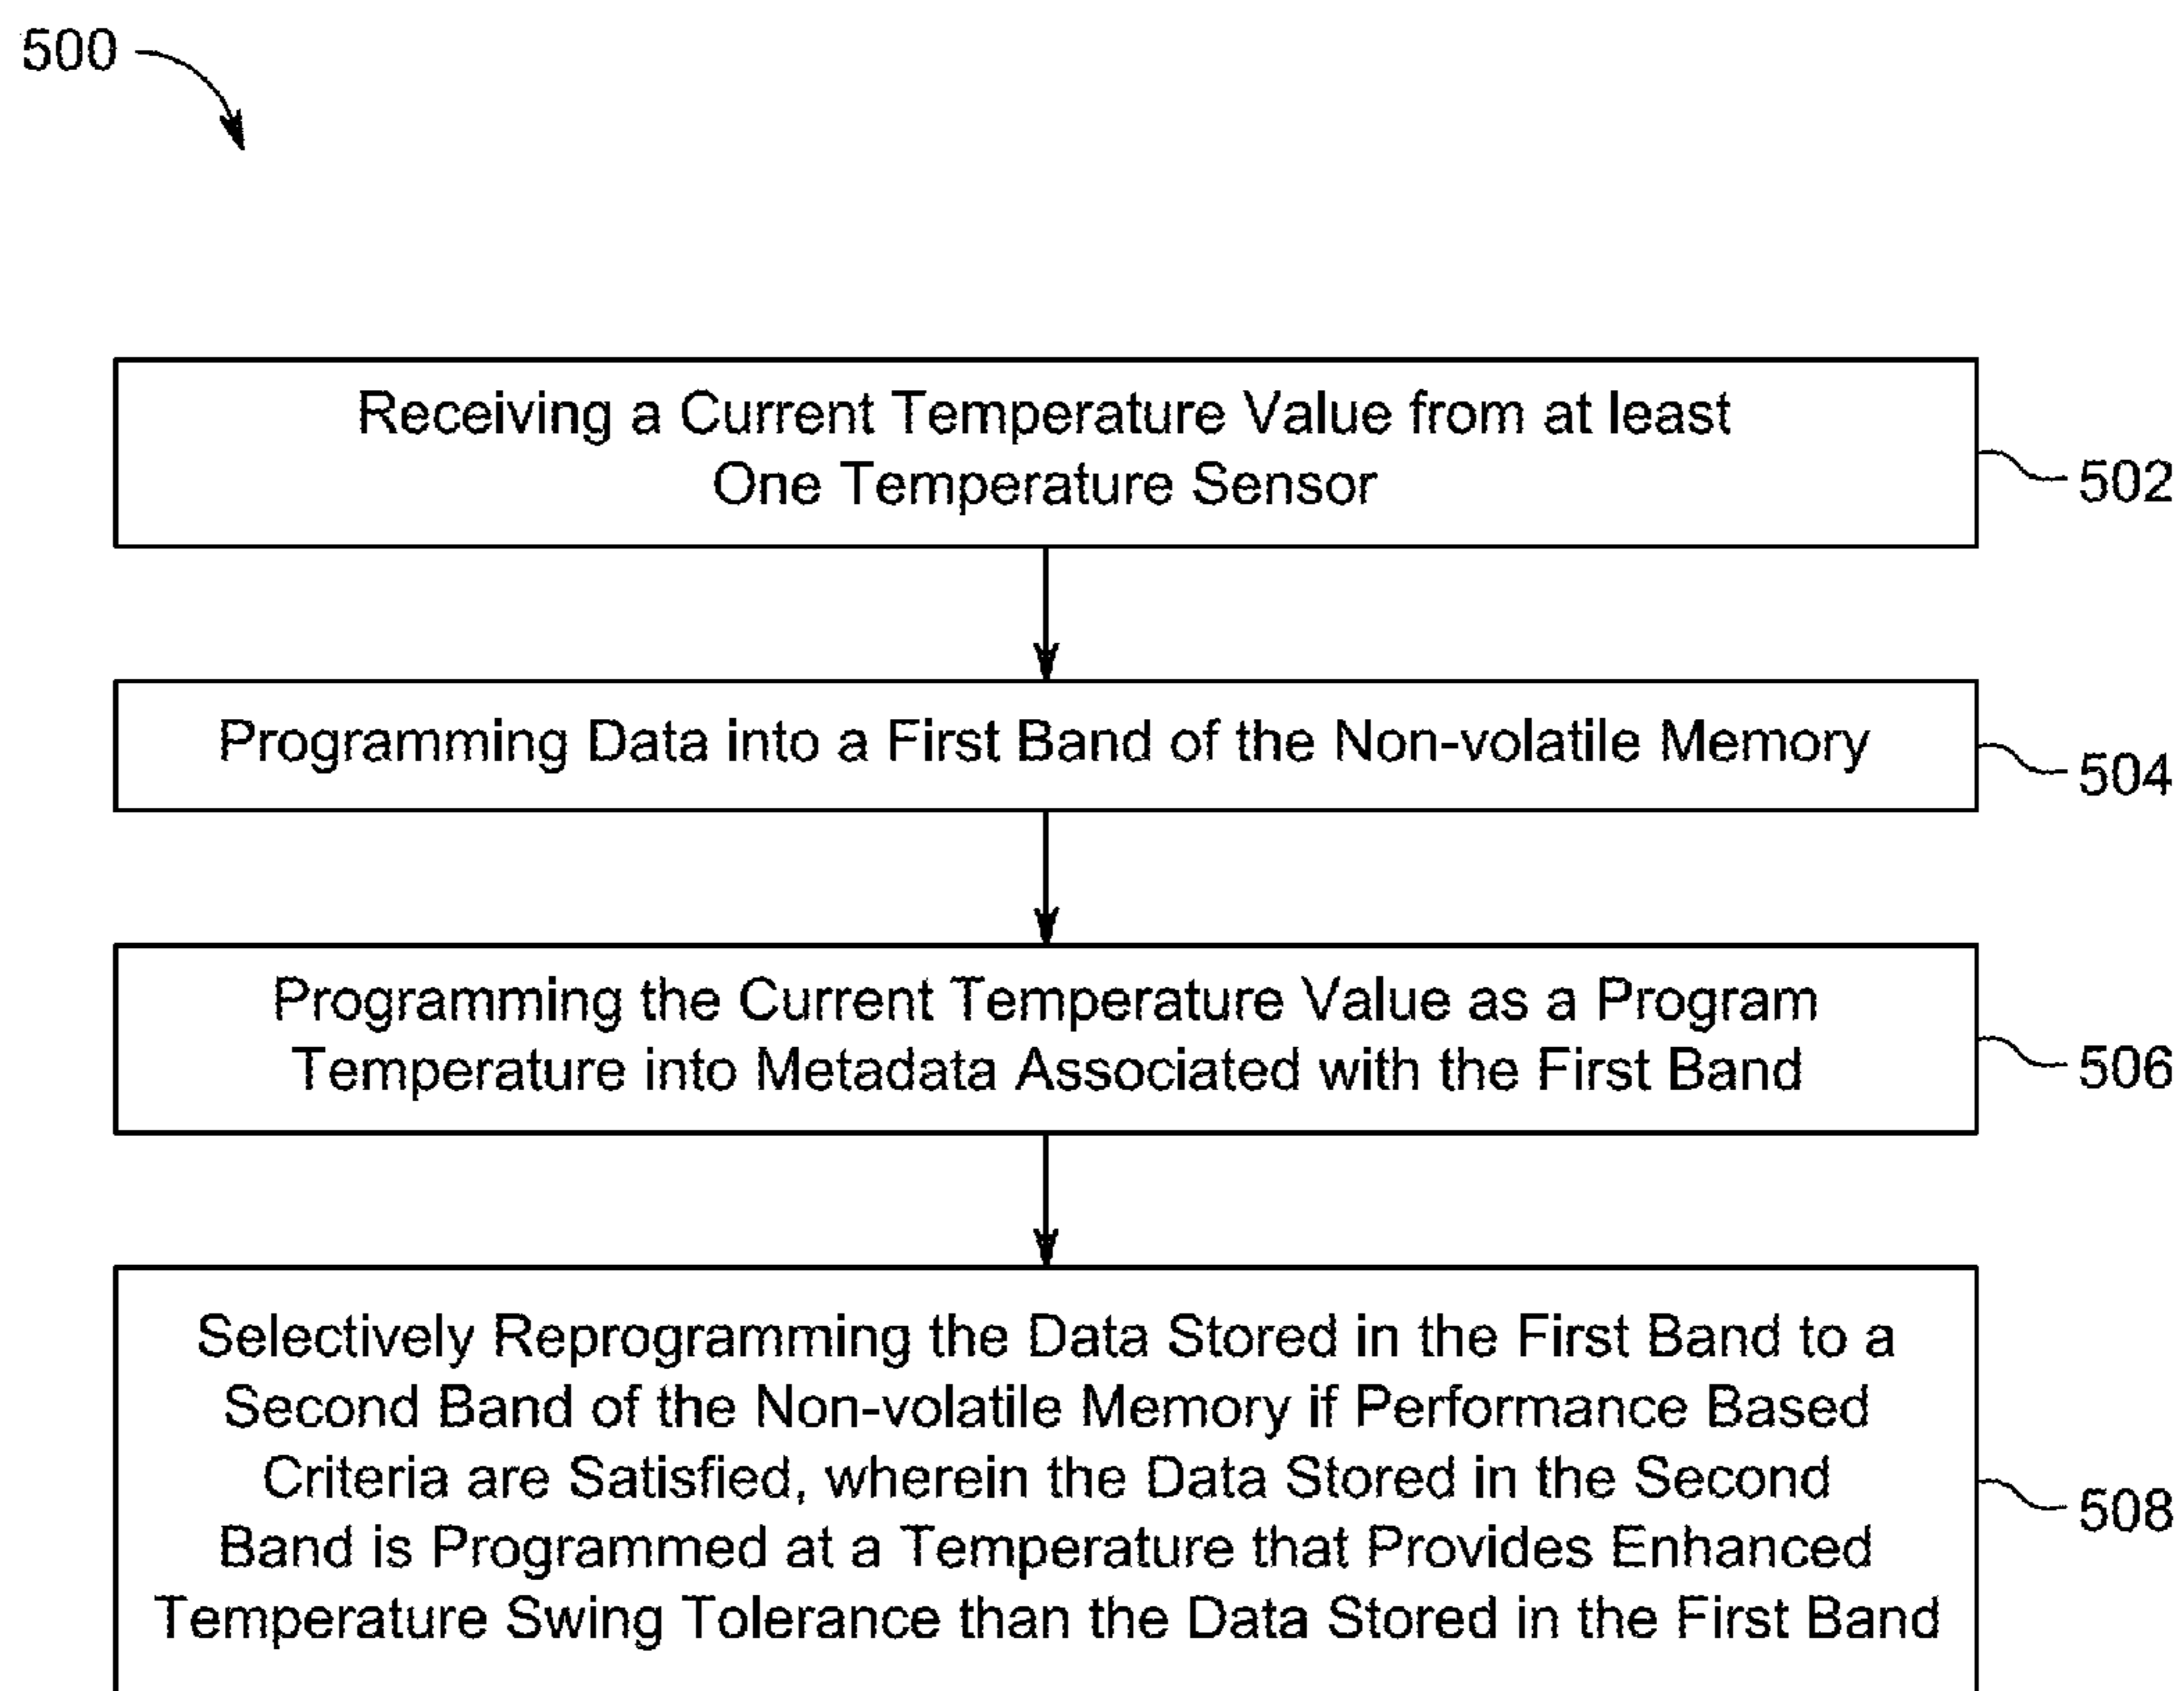 500
Receiving a Current Temperature Value from at least
One Temperature Sensor
502
Programming Data into a First Band of the Non-volatile Memory
504
Programming the Current Temperature Value as a Program
Temperature into Metadata Associated with the First Band
506
Selectively Reprogramming the Data Stored in the First Band to a
Second Band of the Non-volatile Memory if Performance Based
Criteria are Satisfied, wherein the Data Stored in the Second
Band is Programmed at a Temperature that Provides Enhanced
Temperature Swing Tolerance than the Data Stored in the First Band
508